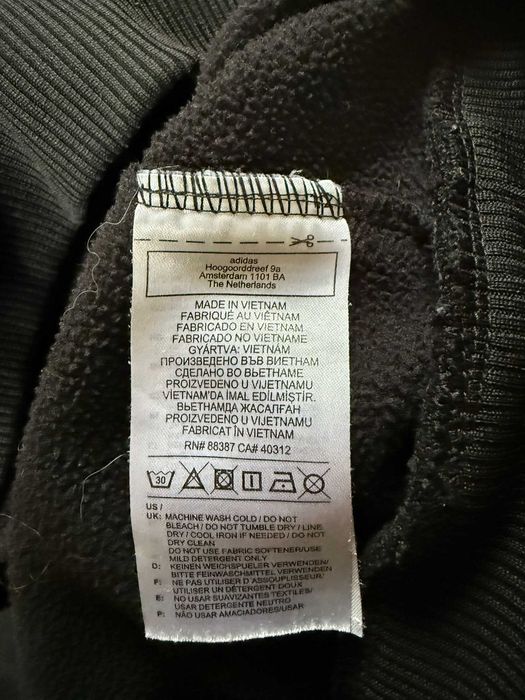 adidas
Hoogoorddreef 9a
Amsterdam 1101 BA
The Netherlands
MADE IN VIETNAM
FABRIQUÉ AU VIÊTNAM
FABRICADO EN VIETNAM
FABRICADO NO VIETNAME
GYÁRTVA: VIETNÁM
ПРОИЗВЕДЕНО ВЪВ ВИЕТНАМ
СДЕЛАНО ВО ВЬЕТНАМЕ
PROIZVEDENO U VIJETNAMU
VIETNAM'DA İMAL EDİLMİŞTİR.
ВЬЕТНАМДА ЖАСАЛҒАН
PROIZVEDENO U VIJETNAMU
FABRICAT ÎN VIETNAM
RN# 88387 CA# 40312
30
US /
UK: MACHINE WASH COLD / DO NOT
BLEACH / DO NOT TUMBLE DRY / LINE
DRY / COOL IRON IF NEEDED / DO NOT
DRY CLEAN
DO NOT USE FABRIC SOFTENER/USE
MILD DETERGENT ONLY
D: KEINEN WEICHSPUELER VERWENDEN/
BITTE FEINWASCHMITTEL VERWENDEN
F: NE PAS UTILISER D'ASSOUPLISSEUR/
UTILISER UN DÉTERGENT DOUX
E: NO USAR SUAVIZANTES TEXTILES/
USAR DETERGENTE NEUTRO
P: NÃO USAR AMACIADORES/USAR